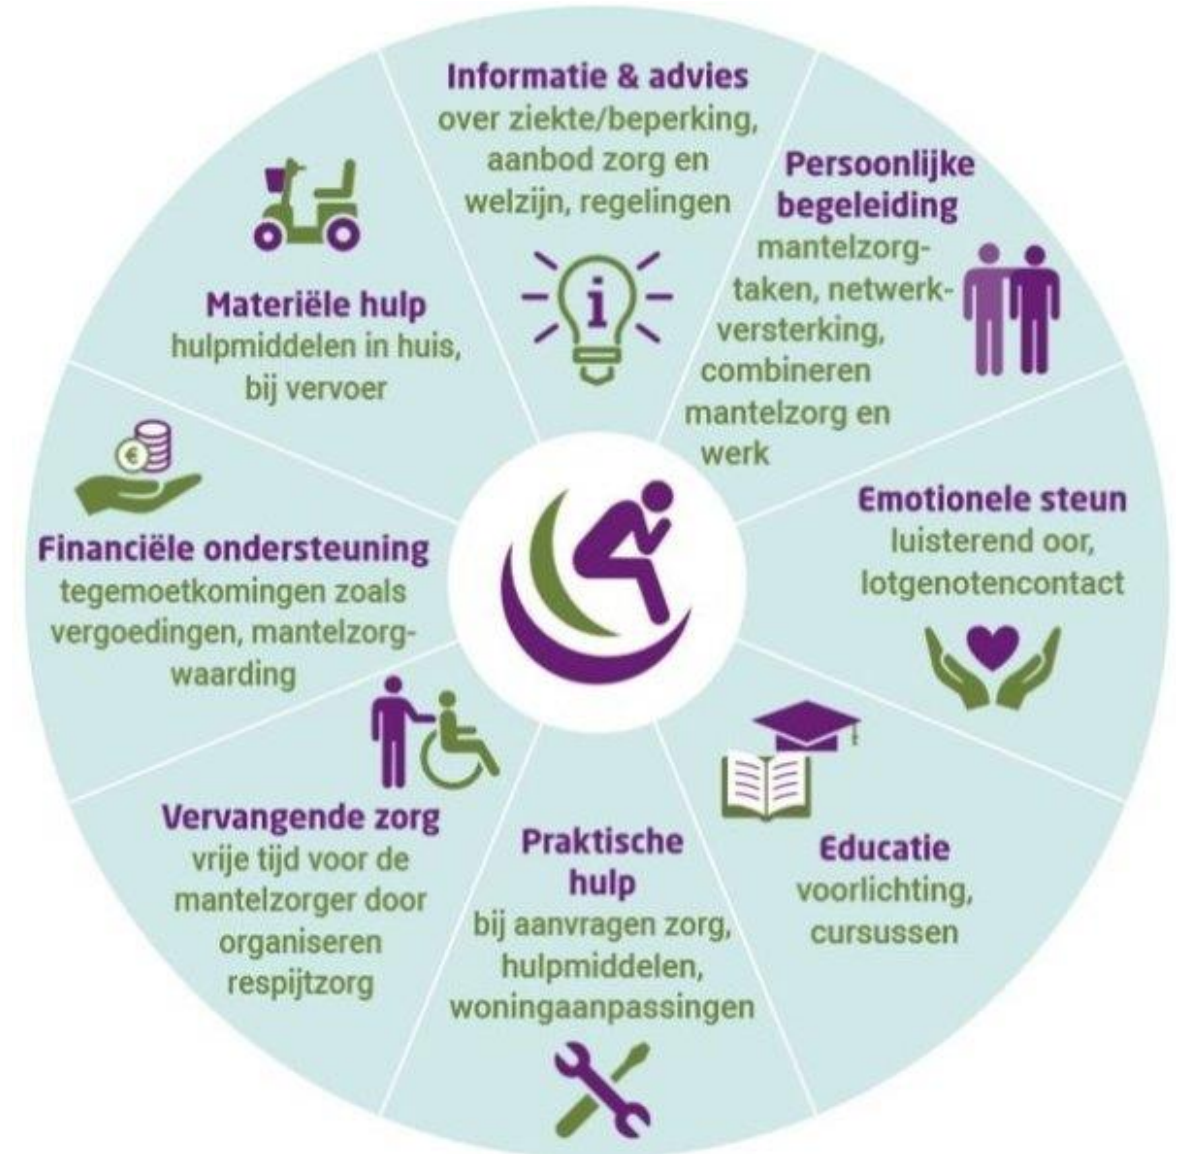 Informatie & advies
over ziekte/beperking,
aanbod zorg en
welzijn, regelingen
i
Persoonlijke
begeleiding
mantelzorg-
taken, netwerk-
versterking,
combineren
mantelzorg en
werk
Emotionele steun
luisterend oor,
lotgenotencontact
Educatie
voorlichting,
cursussen
Praktische
hulp
bij aanvragen zorg,
hulpmiddelen,
woningaanpassingen
Vervangende zorg
vrije tijd voor de
mantelzorger door
organiseren
respijtzorg
€
Financiële ondersteuning
tegemoetkomingen zoals
vergoedingen, mantelzorg-
waarding
Materiële hulp
hulpmiddelen in huis,
bij vervoer